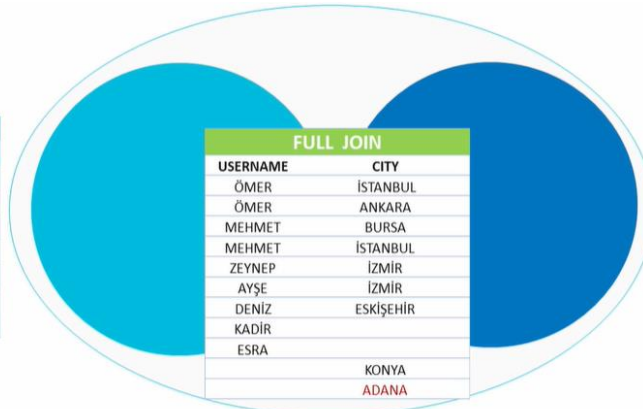 FULL JOIN
USERNAME CITY
ÖMER İSTANBUL
ÖMER ANKARA
MEHMET BURSA
MEHMET İSTANBUL
ZEYNEP İZMİR
AYŞE İZMİR
DENİZ ESKİŞEHİR
KADİR
ESRA
KONYA
ADANA